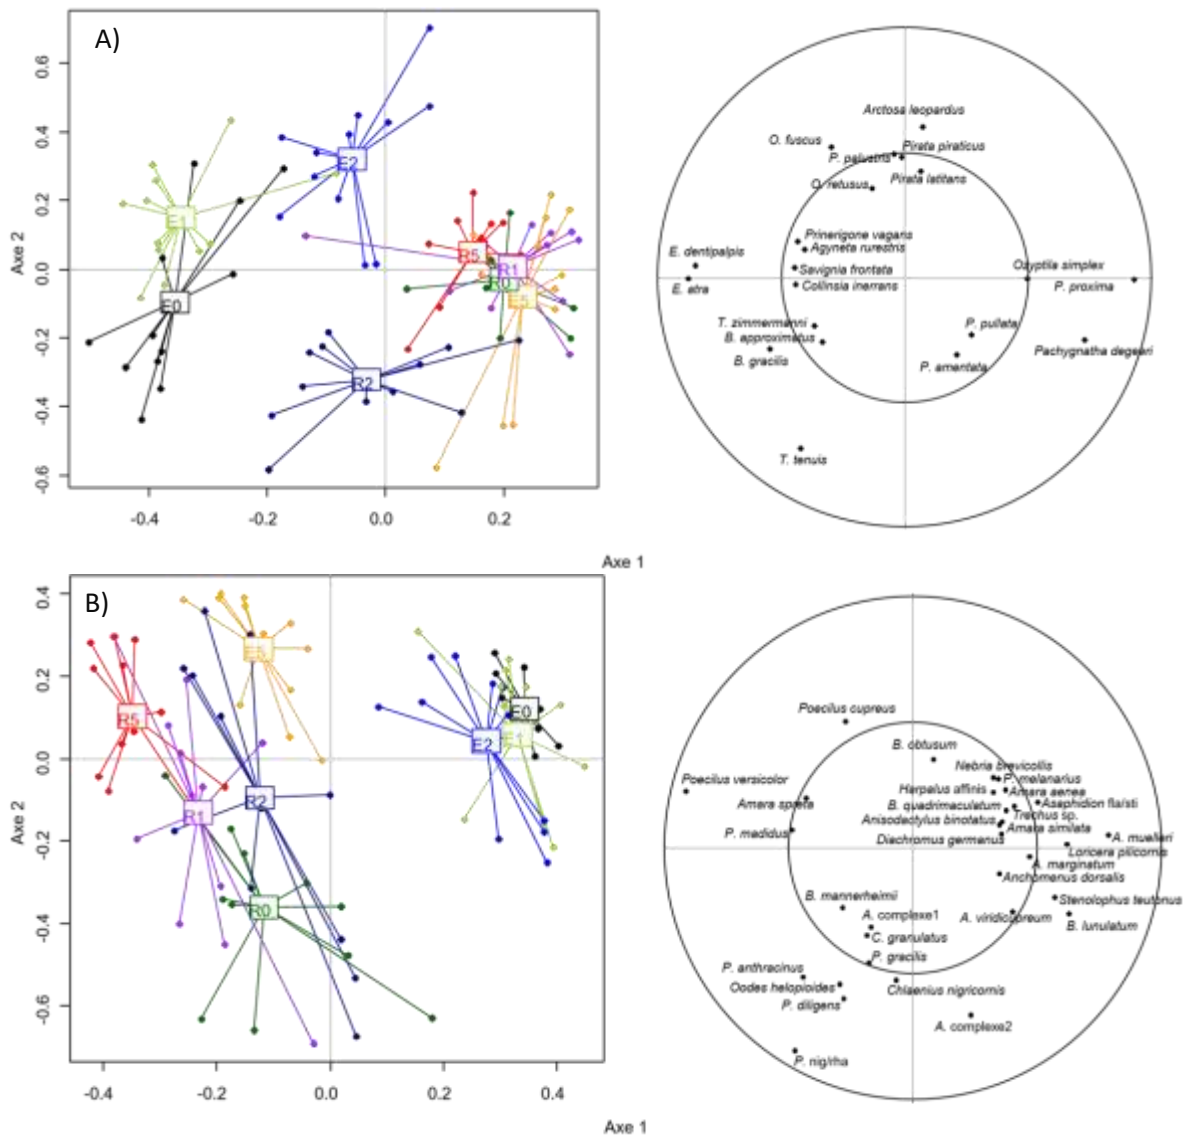 A)
Axe 2
0.6
0.4
0.2
0.0
-0.2
-0.4
-0.6
-0.4
-0.2
0.0
0.2
E2
E1
E0
R5
R1
R0
R2
Arctosa leopardus
O. fuscus
Pirata piraticus
P. palustris
Pirata latitans
O. retusus
Prinerigone vagans
Agyneta rurestris
E. dentipalpis
Savignia frontata
Ozyptila simplex
E. atra
Collinsia inerrans
P. proxima
T. zimmermanni
P. pullata
B. approximatus
B. gracilis
Pachygnatha degeeri
P. amentata
T. tenuis
Axe 1
B)
Axe 2
0.4
0.2
0.0
-0.2
-0.4
-0.6
-0.4
-0.2
0.0
0.2
0.4
R5
E0
E1
E2
R2
R1
R0
Poecilus cupreus
B. obtusum
Nebria brevicollis
Poecilus versicolor
P. melanarius
Harpalus affinis
Amara aenea
Amara spreta
Asaphidion fla/sti
B. quadrimaculatum
Trechus sp.
Anisodactylus binotatus
Amara similata
P. madidus
Diachromus germanus
A. muelleri
Loricera pilicornis
A. marginatum
Anchomenus dorsalis
B. mannerheimii
Stenolophus teutonus
A. complexe1
A. viridicupreum
B. lunulatum
C. granulatus
P. gracilis
P. anthracinus
Oodes helopioides
Chlaenius nigricornis
P. diligens
A. complexe2
P. nig/rha
Axe 1